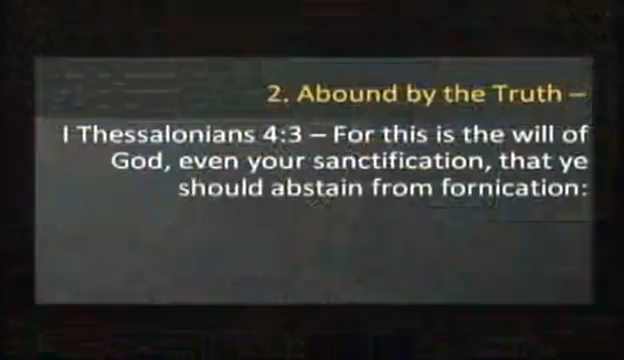 2. Abound by the Truth –
I Thessalonians 4:3 – For this is the will of
God, even your sanctification, that ye
should abstain from fornication: